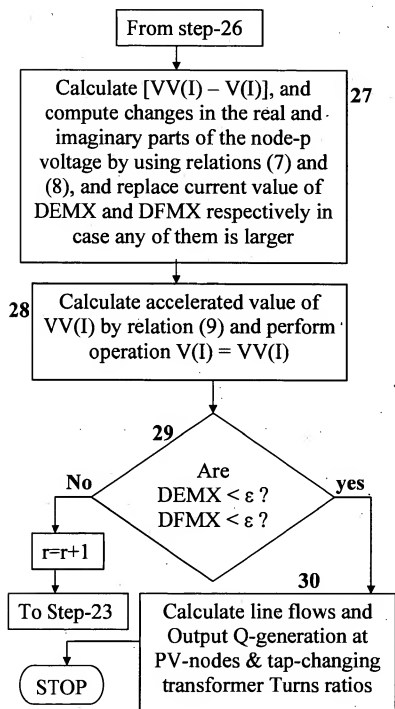 From step-26
27
Calculate [VV(I) – V(I)], and
compute changes in the real and
imaginary parts of the node-p
voltage by using relations (7) and
(8), and replace current value of
DEMX and DFMX respectively in
case any of them is larger
28
Calculate accelerated value of
VV(I) by relation (9) and perform
operation V(I) = VV(I)
29
No
Are
DEMX < ε ?
DFMX < ε ?
yes
r=r+1
To Step-23
30
Calculate line flows and
Output Q-generation at
PV-nodes & tap-changing
transformer Turns ratios
STOP